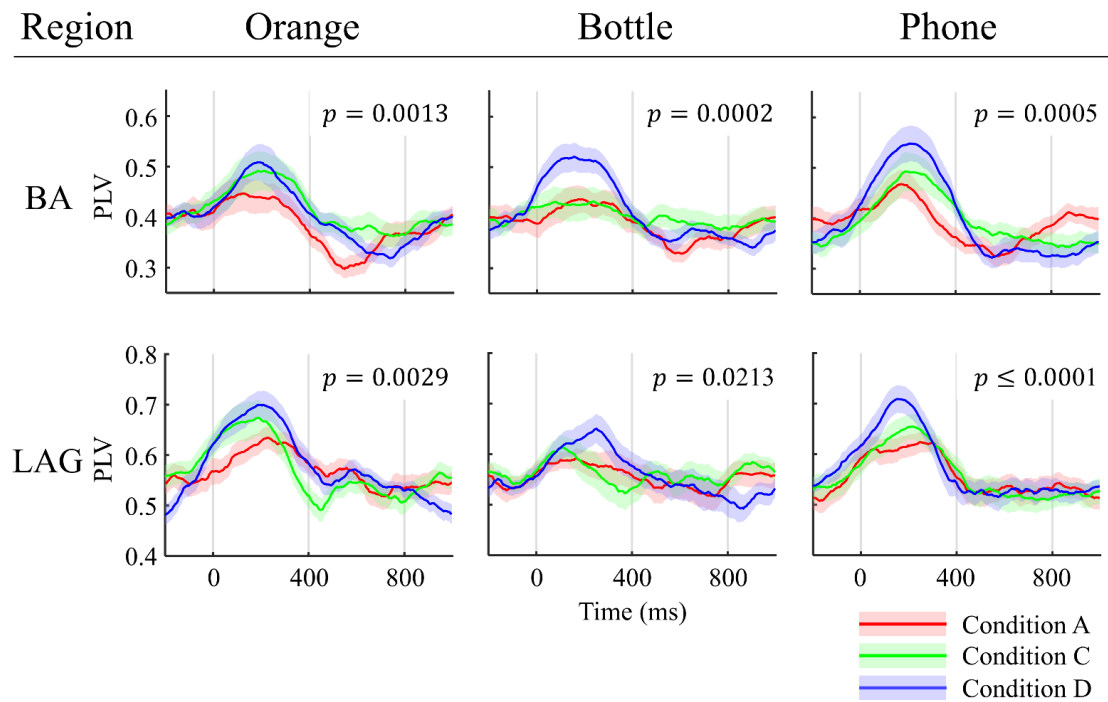 Region Orange Bottle Phone
p = 0.0013 p = 0.0002 p = 0.0005
0.6
0.5
BA PLV 0.4
0.3
0.8
p = 0.0029 p = 0.0213 p ≤ 0.0001
0.7
LAG PLV 0.6
0.5
0.4
0 400 800 0 400 800 0 400 800
Time (ms)
Condition A
Condition C
Condition D